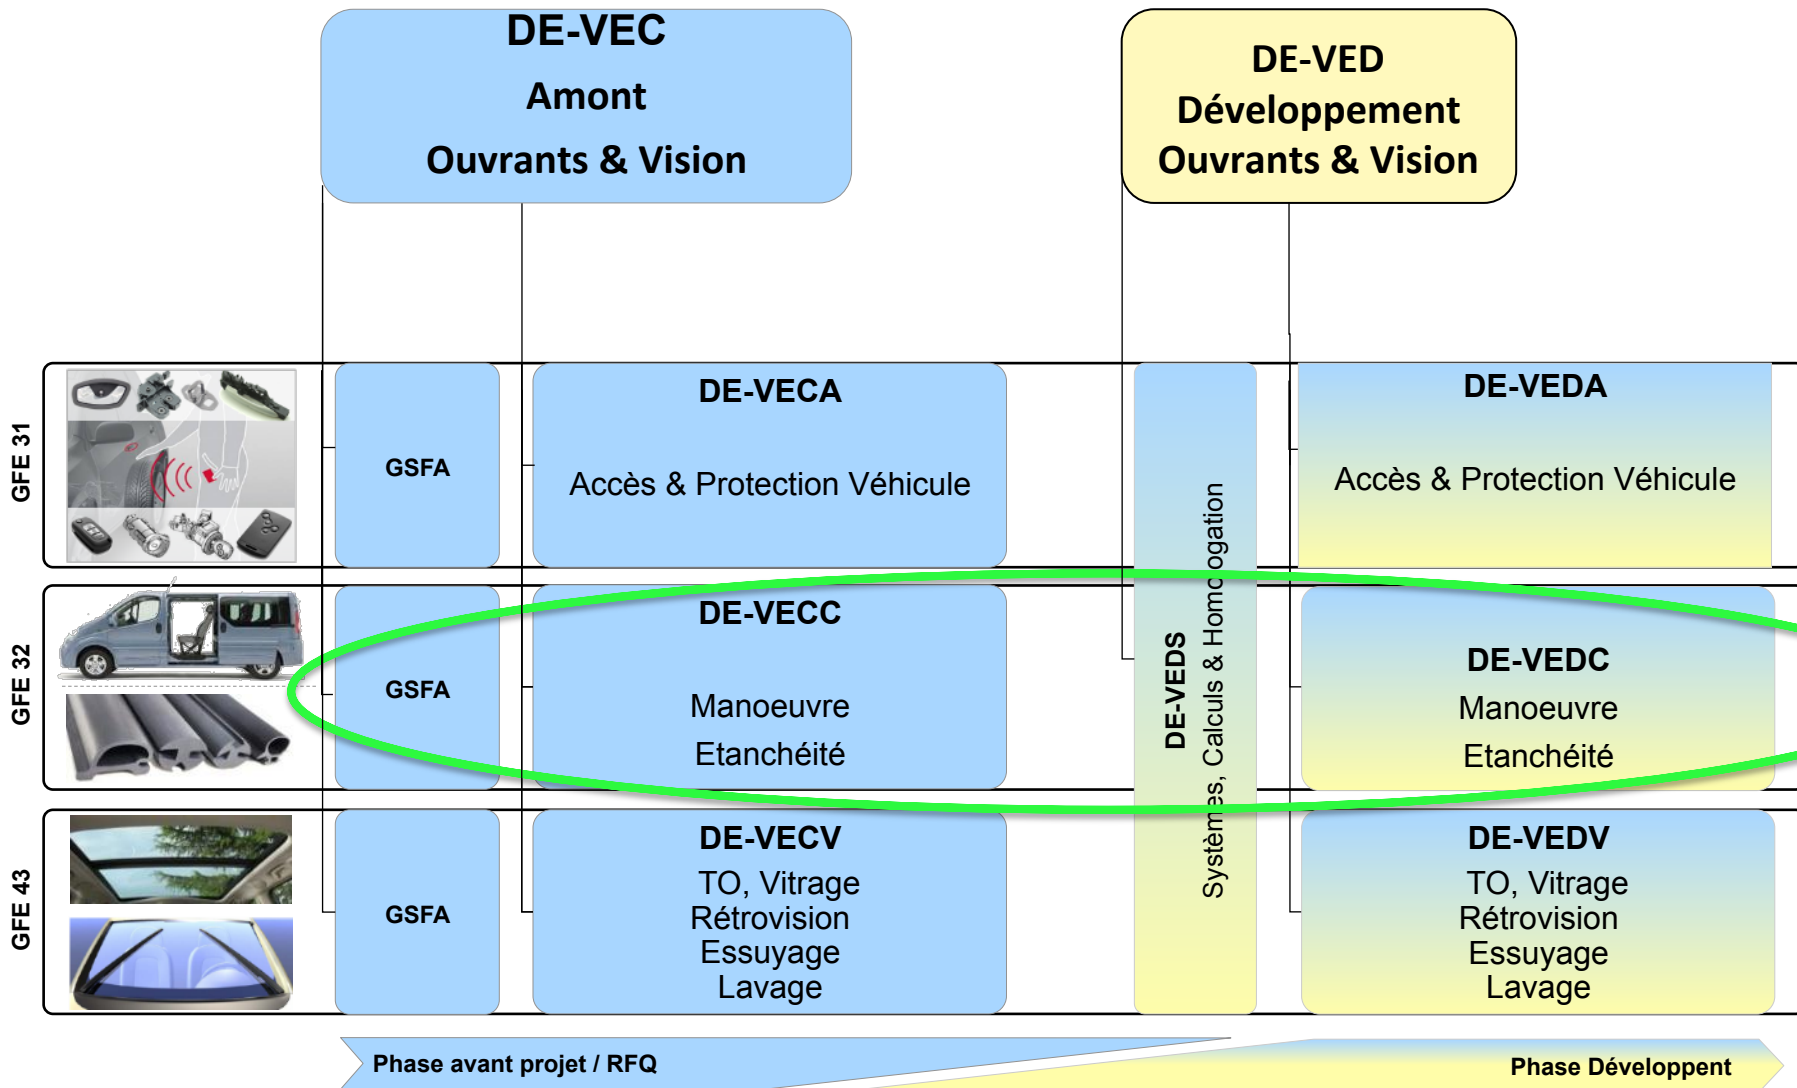 DE-VEC
Amont
Ouvrants & Vision
DE-VED
Développement
Ouvrants & Vision
GFE 31
GSFA
DE-VECA
Accès & Protection Véhicule
DE-VEDS
Systèmes, Calculs & Homologation
DE-VEDA
Accès & Protection Véhicule
GFE 32
GSFA
DE-VECC
Manoeuvre
Etanchéité
DE-VEDC
Manoeuvre
Etanchéité
GFE 43
GSFA
DE-VECV
TO, Vitrage
Rétrovision
Essuyage
Lavage
DE-VEDV
TO, Vitrage
Rétrovision
Essuyage
Lavage
Phase avant projet / RFQ
Phase Développent